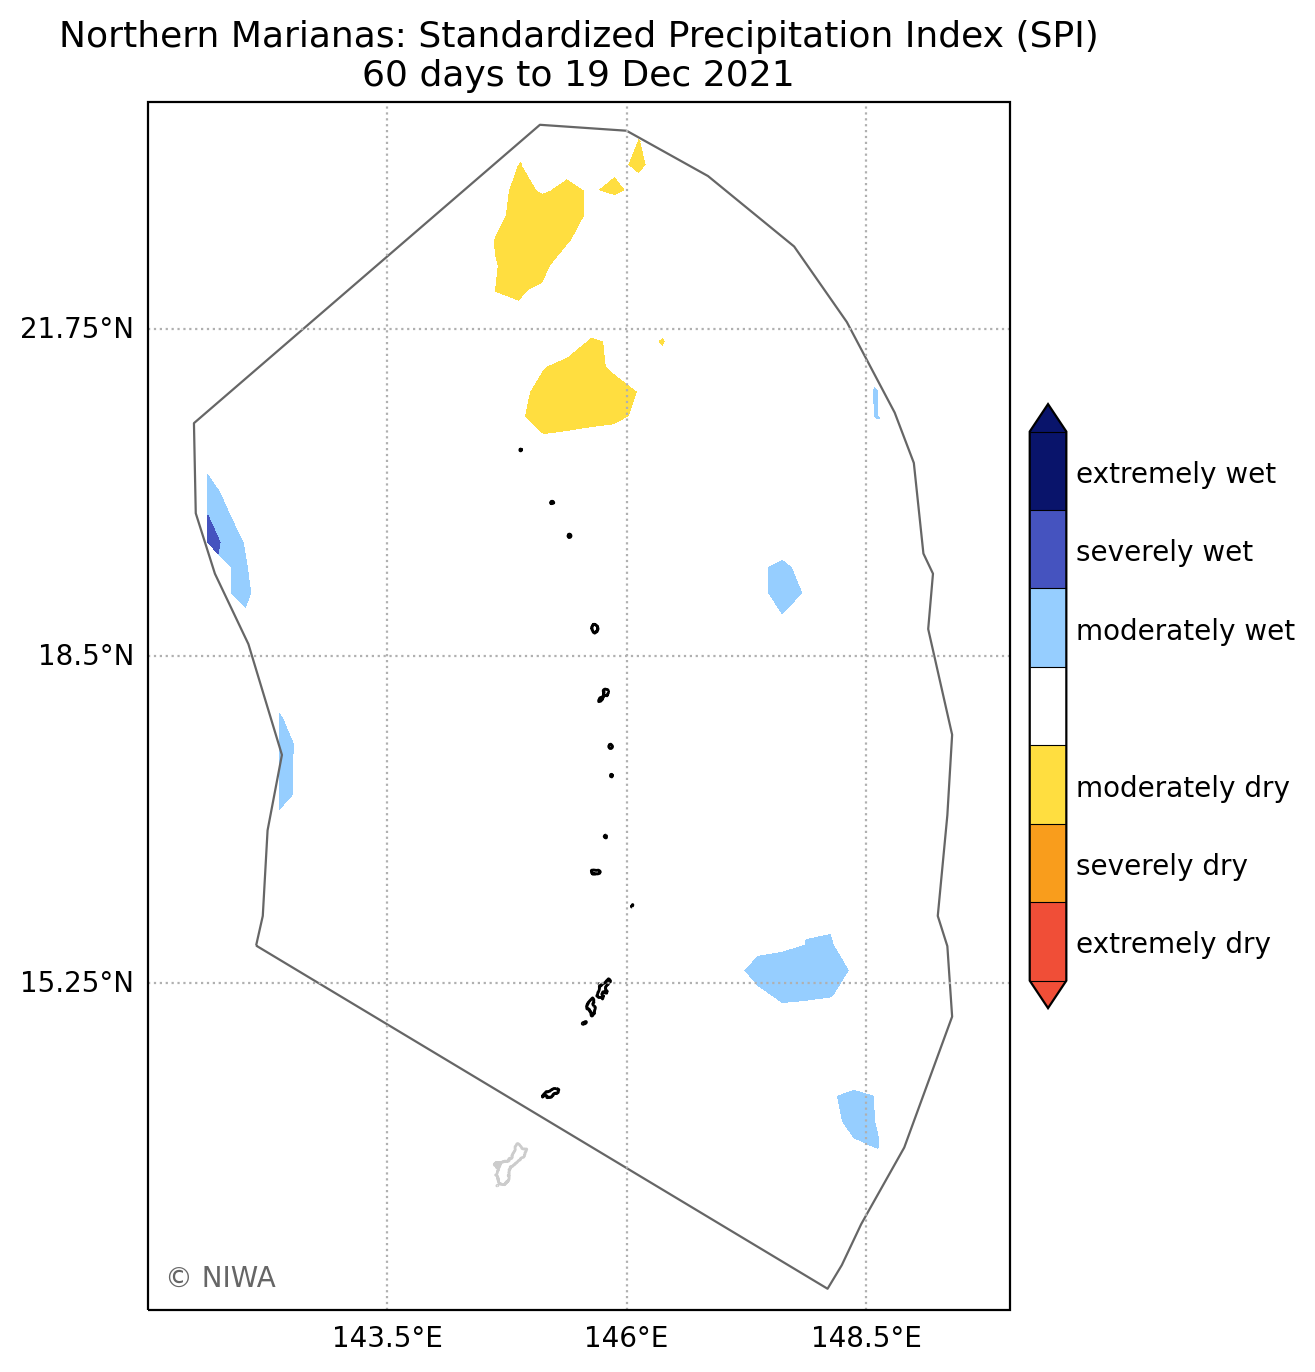 Northern Marianas: Standardized Precipitation Index (SPI)
60 days to 19 Dec 2021
21.75°N
18.5°N
15.25°N
143.5°E
146°E
148.5°E
extremely wet
severely wet
moderately wet
moderately dry
severely dry
extremely dry
© NIWA